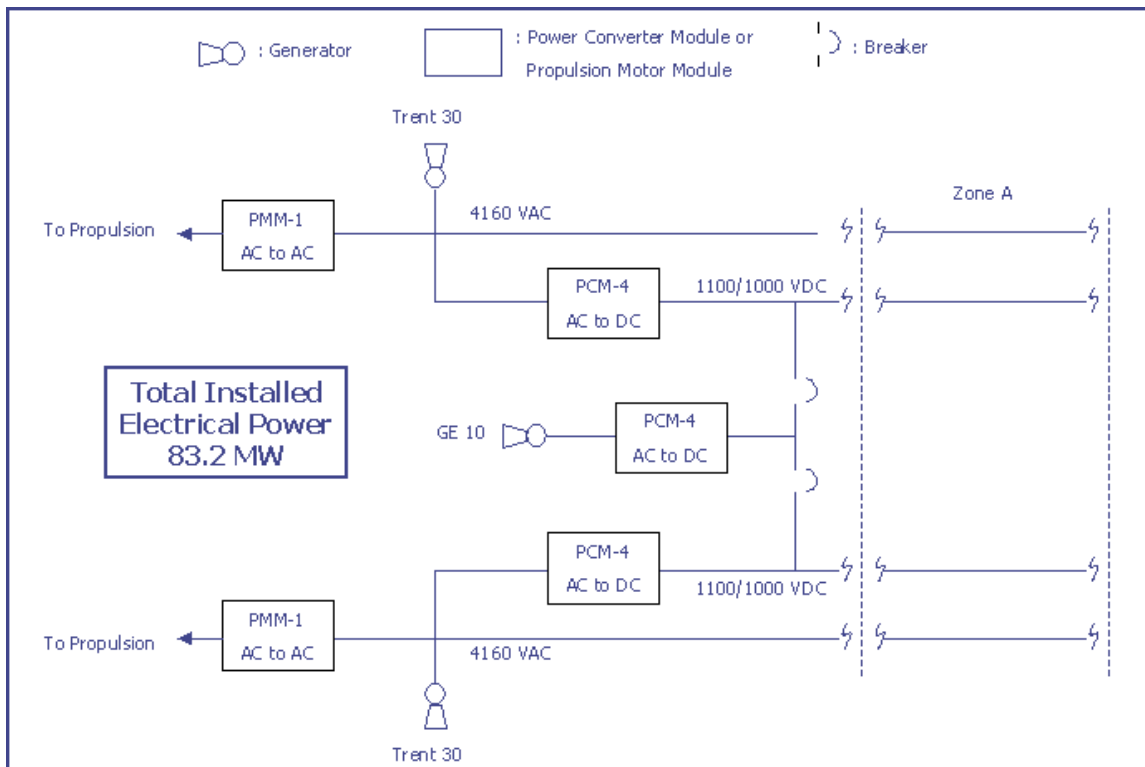 : Generator
: Power Converter Module or
Propulsion Motor Module
: Breaker
Trent 30
Zone A
4160 VAC
To Propulsion
PMM-1
AC to AC
PCM-4
AC to DC
1100/1000 VDC
Total Installed
Electrical Power
83.2 MW
GE 10
PCM-4
AC to DC
PCM-4
AC to DC
1100/1000 VDC
To Propulsion
PMM-1
AC to AC
4160 VAC
Trent 30